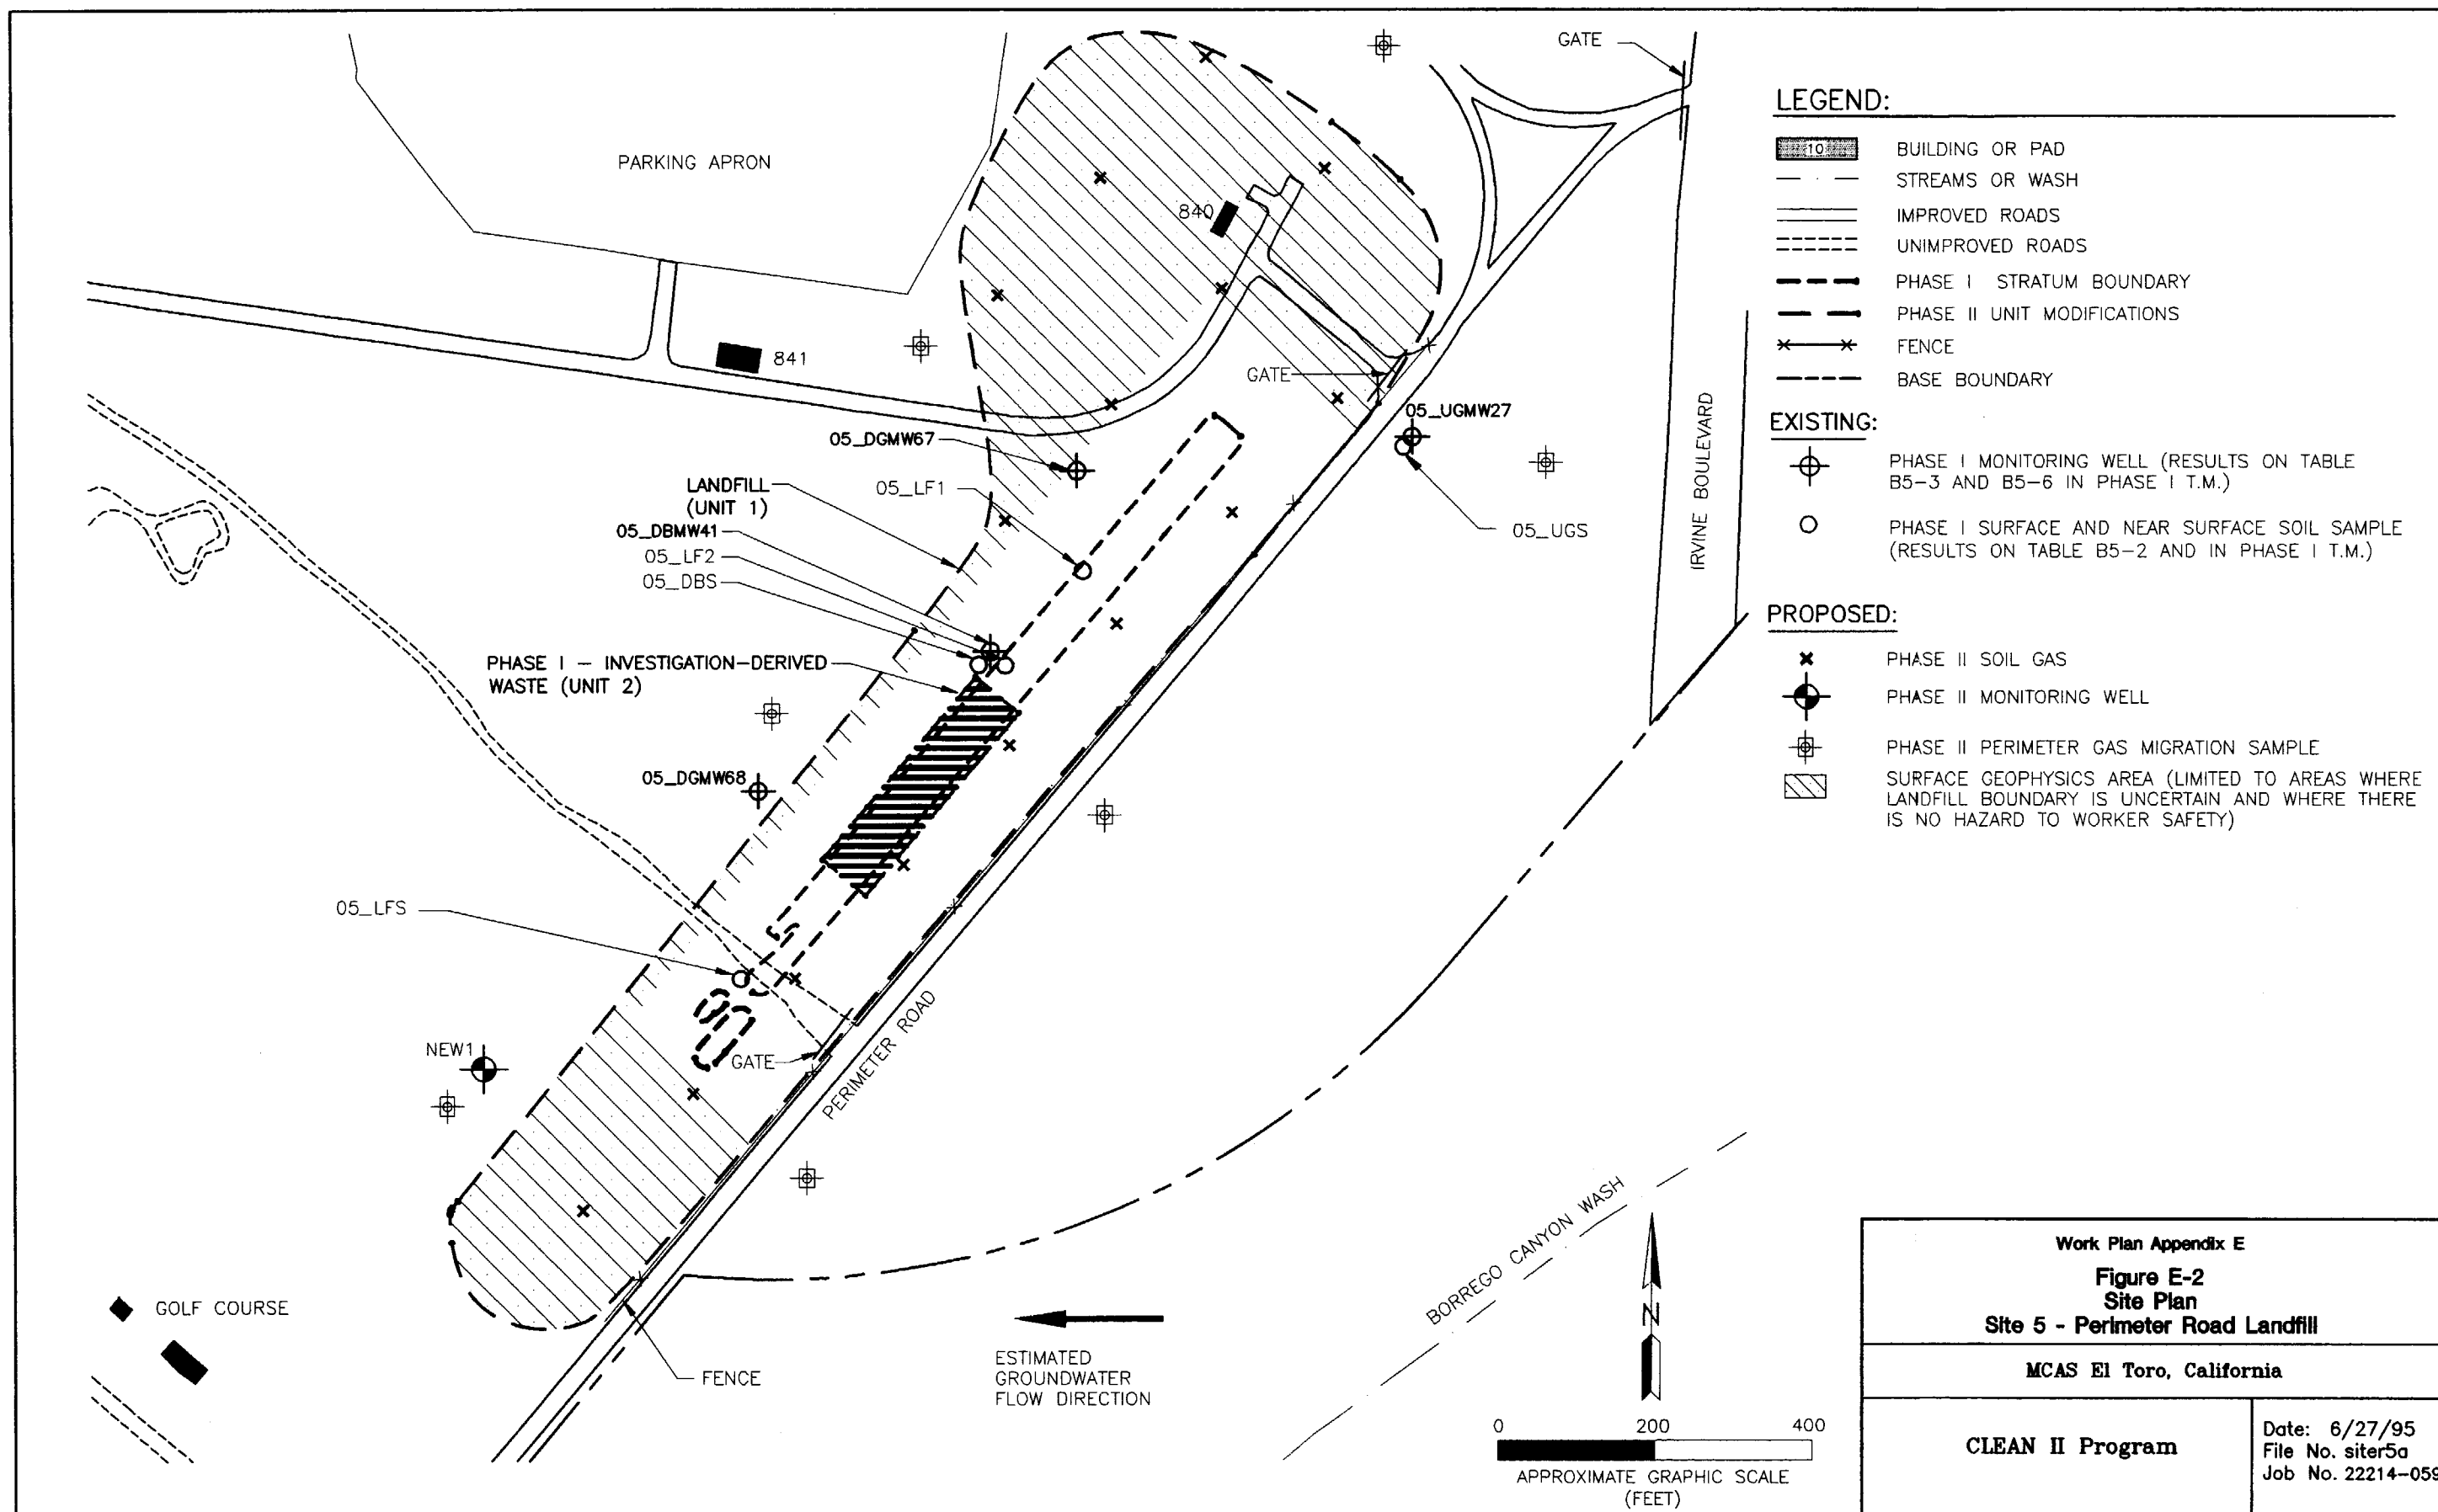 GATE
PARKING APRON
840
841
GATE
05_UGMW27
05_DGMW67
LANDFILL
(UNIT 1)
05_LF1
05_DBMW41
05_LF2
05_DBS
05_UGS
IRVINE BOULEVARD
PHASE I – INVESTIGATION–DERIVED
WASTE (UNIT 2)
05_DGMW68
05_LFS
NEW1
GATE
PERIMETER ROAD
GOLF COURSE
FENCE
ESTIMATED
GROUNDWATER
FLOW DIRECTION
BORREGO CANYON WASH
N
0 200 400
APPROXIMATE GRAPHIC SCALE
(FEET)
LEGEND:
10
BUILDING OR PAD
STREAMS OR WASH
IMPROVED ROADS
UNIMPROVED ROADS
PHASE I STRATUM BOUNDARY
PHASE II UNIT MODIFICATIONS
FENCE
BASE BOUNDARY
EXISTING:
PHASE I MONITORING WELL (RESULTS ON TABLE
B5–3 AND B5–6 IN PHASE I T.M.)
PHASE I SURFACE AND NEAR SURFACE SOIL SAMPLE
(RESULTS ON TABLE B5–2 AND IN PHASE I T.M.)
PROPOSED:
PHASE II SOIL GAS
PHASE II MONITORING WELL
PHASE II PERIMETER GAS MIGRATION SAMPLE
SURFACE GEOPHYSICS AREA (LIMITED TO AREAS WHERE
LANDFILL BOUNDARY IS UNCERTAIN AND WHERE THERE
IS NO HAZARD TO WORKER SAFETY)
Work Plan Appendix E
Figure E-2
Site Plan
Site 5 - Perimeter Road Landfill
MCAS El Toro, California
CLEAN II Program
Date: 6/27/95
File No. siter5a
Job No. 22214–059